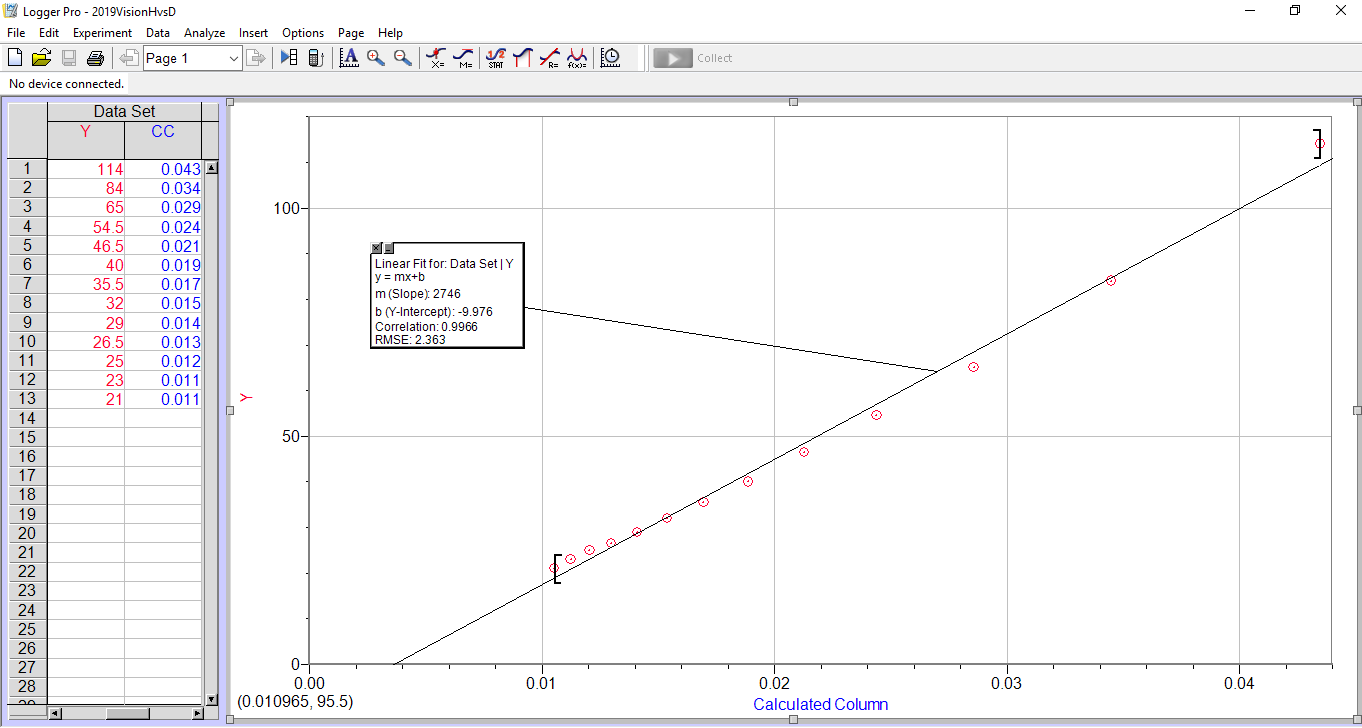 Logger Pro - 2019VisionHvsD
File Edit Experiment Data Analyze Insert Options Page Help
Page 1 X= M= STAT R= f(x)= Collect
No device connected.
Data Set
Y CC
1 114 0.043
2 84 0.034
3 65 0.029
4 54.5 0.024
5 46.5 0.021
6 40 0.019
7 35.5 0.017
8 32 0.015
9 29 0.014
10 26.5 0.013
11 25 0.012
12 23 0.011
13 21 0.011
14
15
16
17
18
19
20
21
22
23
24
25
26
27
28
29
100
50
0
Y
Linear Fit for: Data Set | Y
y = mx+b
m (Slope): 2746
b (Y-Intercept): -9.976
Correlation: 0.9966
RMSE: 2.363
0.00 0.01 0.02 0.03 0.04
(0.010965, 95.5)
Calculated Column